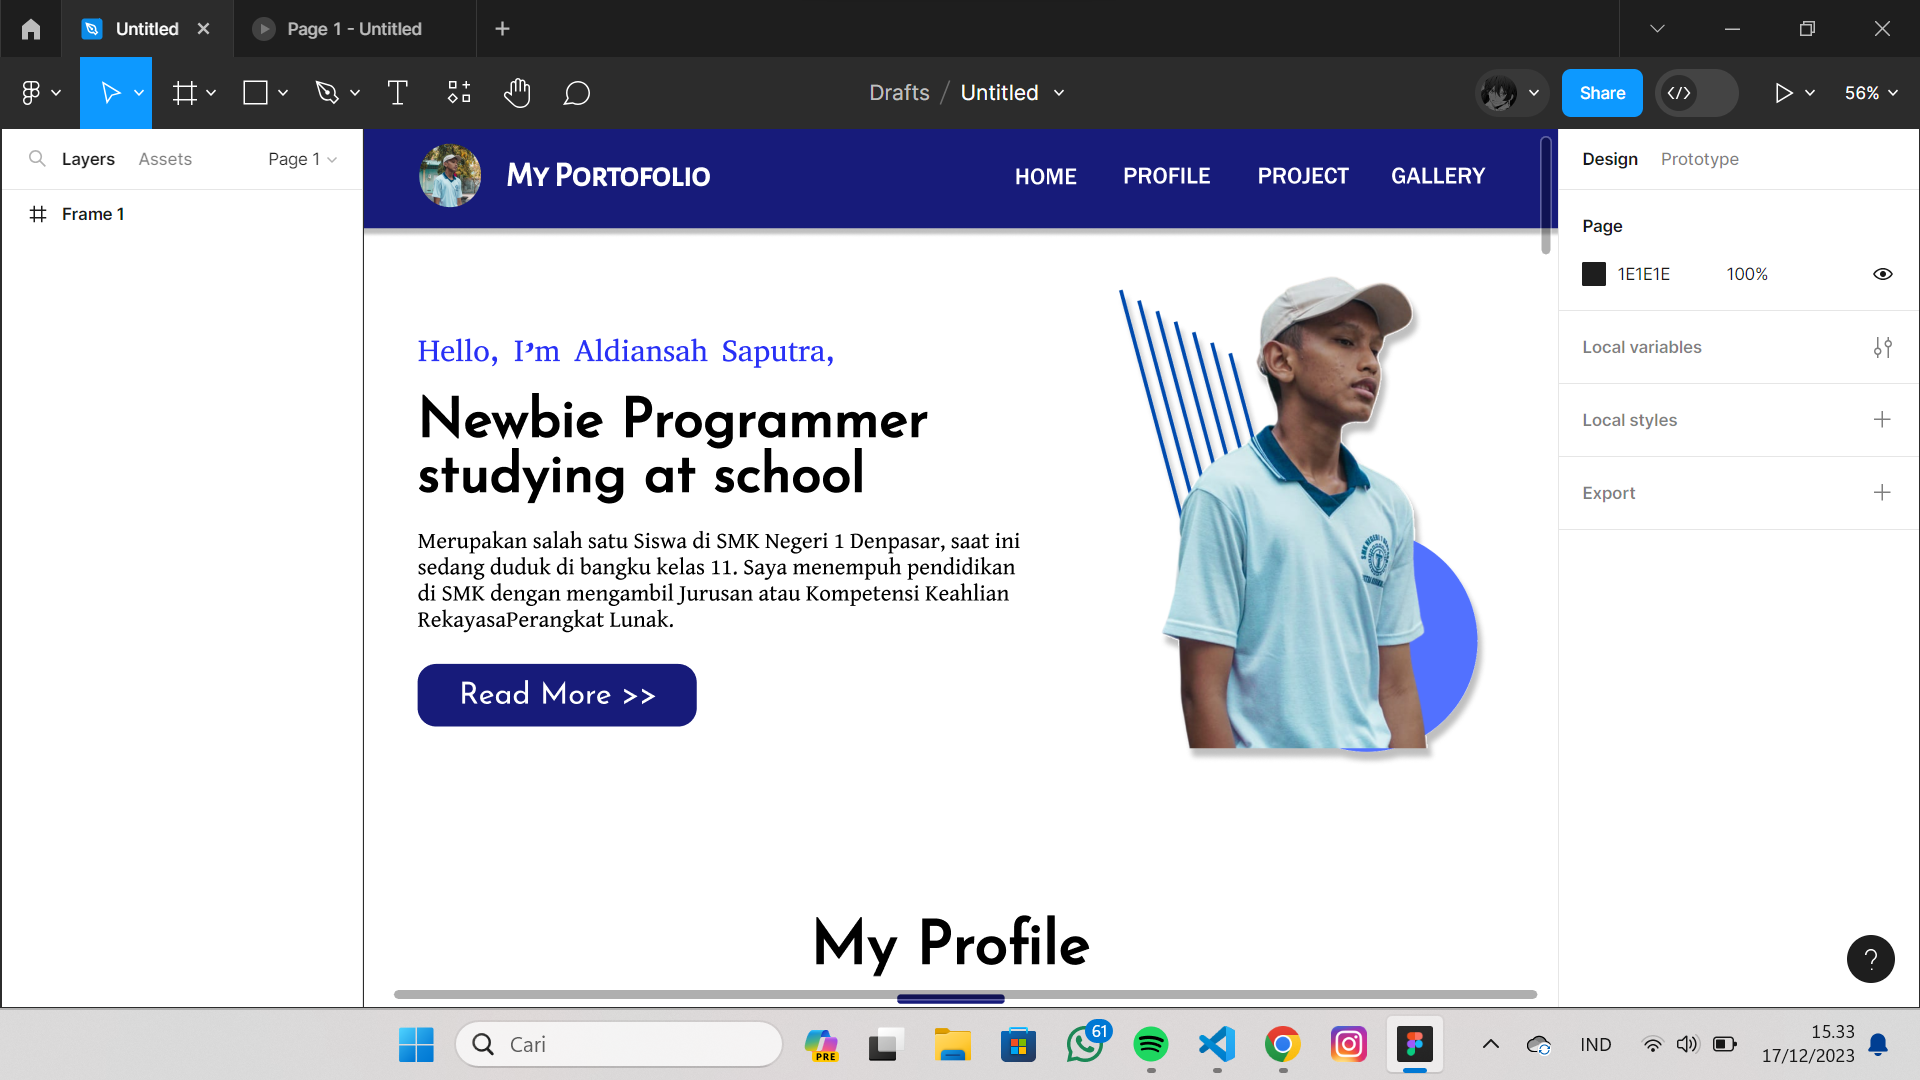 Untitled
Page 1 - Untitled
Drafts / Untitled
Share
56%
Layers
Assets
Page 1
Frame 1
MY PORTOFOLIO
HOME
PROFILE
PROJECT
GALLERY
Hello, I'm Aldiansah Saputra,
Newbie Programmer
studying at school
Merupakan salah satu Siswa di SMK Negeri 1 Denpasar, saat ini
sedang duduk di bangku kelas 11. Saya menempuh pendidikan
di SMK dengan mengambil Jurusan atau Kompetensi Keahlian
RekayasaPerangkat Lunak.
Read More >>
My Profile
Design
Prototype
Page
1E1E1E
100%
Local variables
Local styles
Export
?
Cari
PRE
61
IND
15.33
17/12/2023